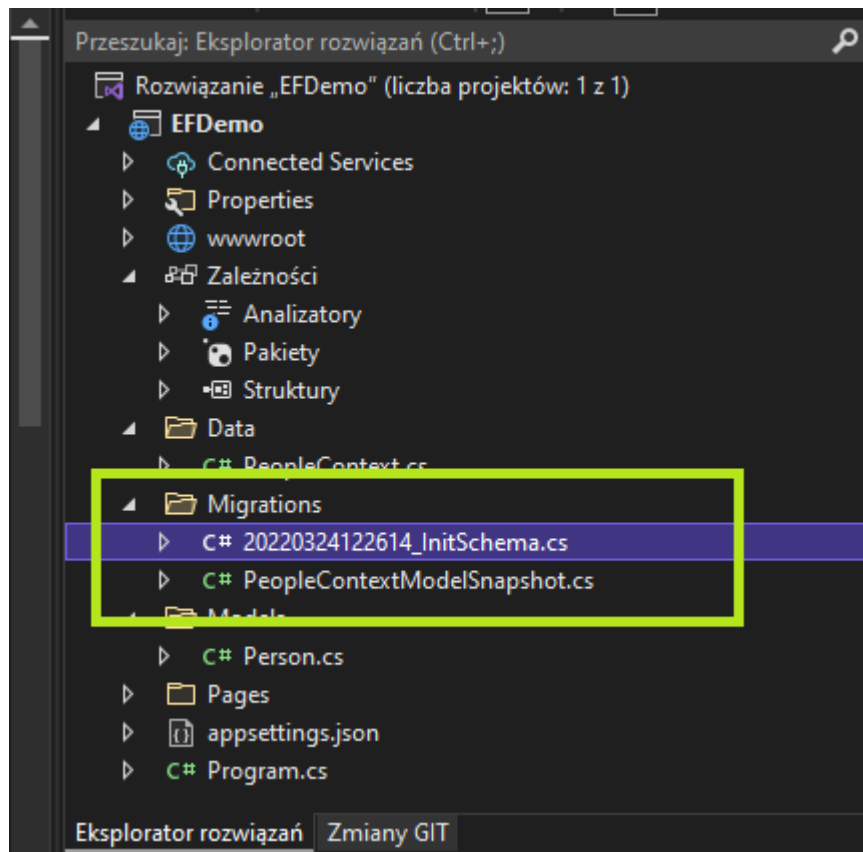 Przeszukaj: Eksplorator rozwiązań (Ctrl+;)
Rozwiązanie „EFDemo" (liczba projektów: 1 z 1)
EFDemo
Connected Services
Properties
wwwroot
Zależności
Analizatory
Pakiety
Struktury
Data
C# PeopleContext.cs
Migrations
C# 20220324122614_InitSchema.cs
C# PeopleContextModelSnapshot.cs
Models
C# Person.cs
Pages
appsettings.json
C# Program.cs
Eksplorator rozwiązań Zmiany GIT